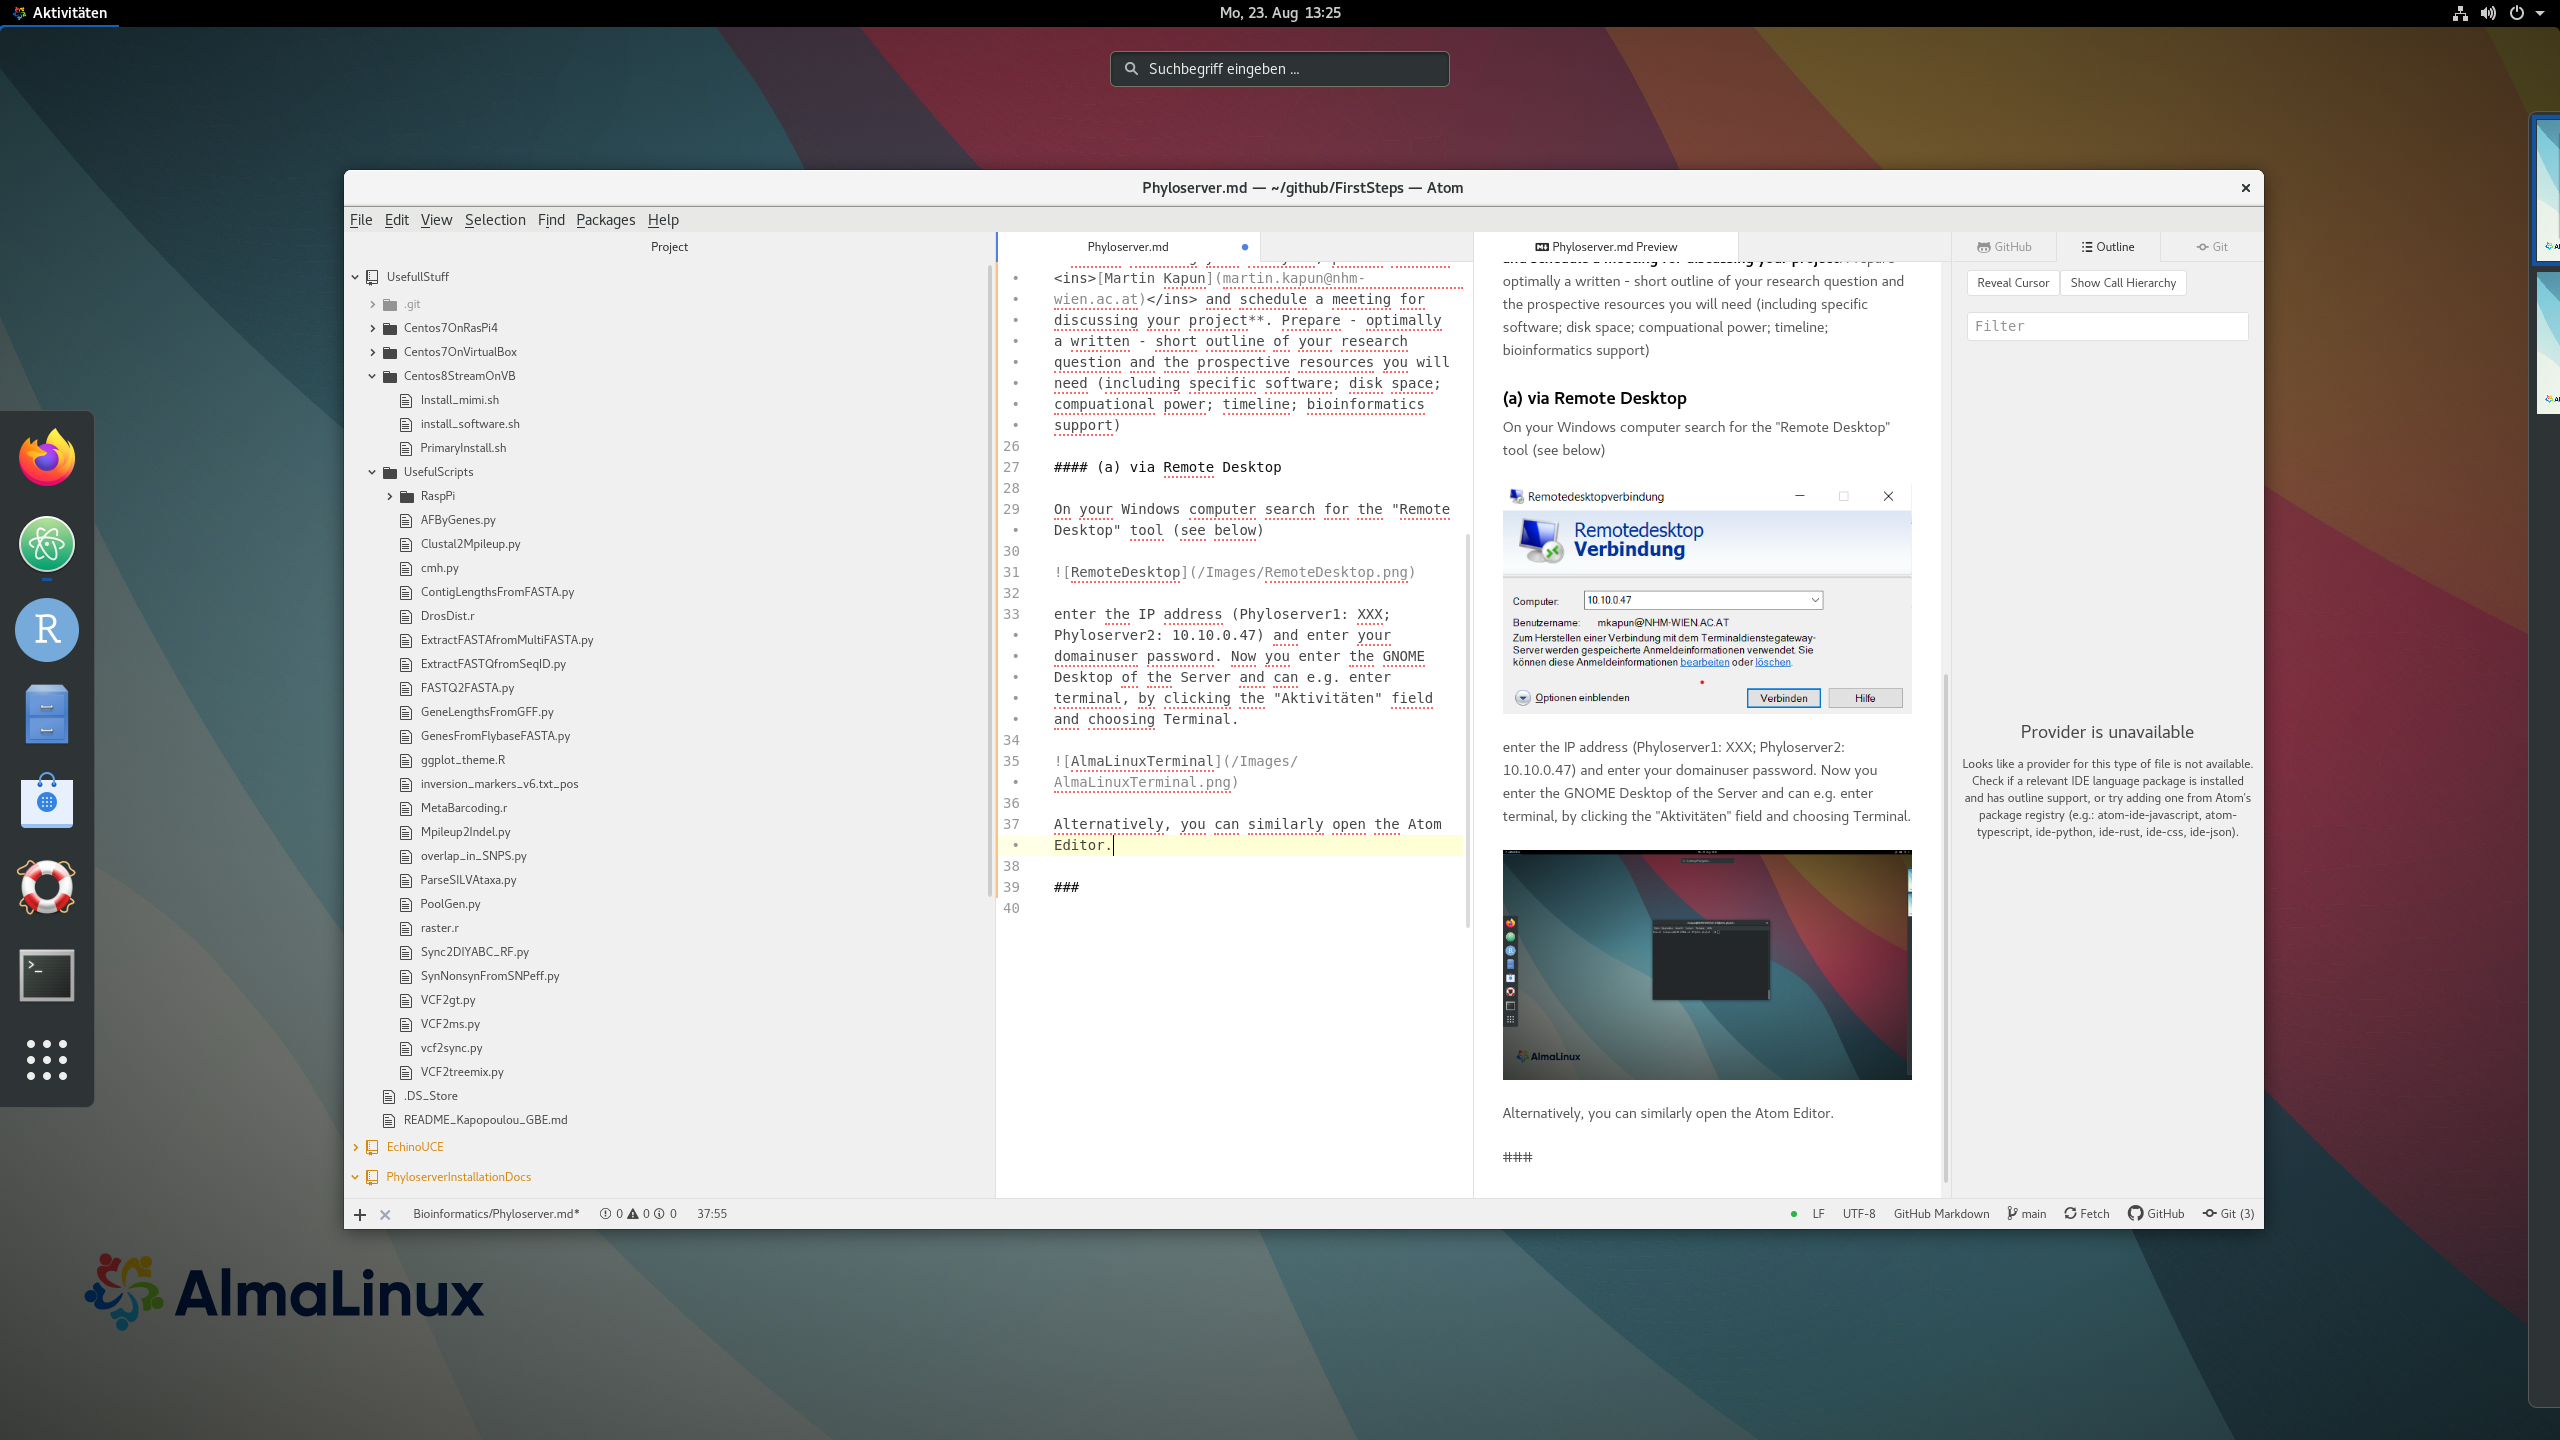 Aktivitäten
Mo, 23. Aug 13:25
Suchbegriff eingeben ...
Phyloserver.md — ~/github/FirstSteps — Atom
File Edit View Selection Find Packages Help
Project
UsefullStuff
.git
Centos7OnRasPi4
Centos7OnVirtualBox
Centos8StreamOnVB
Install_mimi.sh
install_software.sh
PrimaryInstall.sh
UsefulScripts
RaspPi
AFByGenes.py
Clustal2Mpileup.py
cmh.py
ContigLengthsFromFASTA.py
DrosDist.r
ExtractFASTAfromMultiFASTA.py
ExtractFASTQfromSeqID.py
FASTQ2FASTA.py
GeneLengthsFromGFF.py
GenesFromFlybaseFASTA.py
ggplot_theme.R
inversion_markers_v6.txt_pos
MetaBarcoding.r
Mpileup2Indel.py
overlap_in_SNPS.py
ParseSILVAtaxa.py
PoolGen.py
raster.r
Sync2DIYABC_RF.py
SynNonsynFromSNPeff.py
VCF2gt.py
VCF2ms.py
vcf2sync.py
VCF2treemix.py
.DS_Store
README_Kapopoulou_GBE.md
EchinoUCE
PhyloserverInstallationDocs
Phyloserver.md
<ins>[Martin Kapun](martin.kapun@nhm-
wien.ac.at)</ins> and schedule a meeting for
discussing your project**. Prepare - optimally
a written - short outline of your research
question and the prospective resources you will
need (including specific software; disk space;
compuational power; timeline; bioinformatics
support)
26
27 #### (a) via Remote Desktop
28
29 On your Windows computer search for the "Remote
Desktop" tool (see below)
30
31 ![RemoteDesktop](/Images/RemoteDesktop.png)
32
33 enter the IP address (Phyloserver1: XXX;
Phyloserver2: 10.10.0.47) and enter your
domainuser password. Now you enter the GNOME
Desktop of the Server and can e.g. enter
terminal, by clicking the "Aktivitäten" field
and choosing Terminal.
34
35 ![AlmaLinuxTerminal](/Images/
AlmaLinuxTerminal.png)
36
37 Alternatively, you can similarly open the Atom
Editor.
38
39 ###
40
Phyloserver.md Preview
and schedule a meeting for discussing your project. Prepare -
optimally a written - short outline of your research question and
the prospective resources you will need (including specific
software; disk space; compuational power; timeline;
bioinformatics support)
(a) via Remote Desktop
On your Windows computer search for the "Remote Desktop"
tool (see below)
Remotedesktopverbindung
Remotedesktop
Verbindung
Computer: 10.10.0.47
Benutzername: mkapun@NHM-WIEN.AC.AT
Zum Herstellen einer Verbindung mit dem Terminaldienstegateway-
Server werden gespeicherte Anmeldeinformationen verwendet. Sie
können diese Anmeldeinformationen bearbeiten oder löschen.
Optionen einblenden Verbinden Hilfe
enter the IP address (Phyloserver1: XXX; Phyloserver2:
10.10.0.47) and enter your domainuser password. Now you
enter the GNOME Desktop of the Server and can e.g. enter
terminal, by clicking the "Aktivitäten" field and choosing Terminal.
AlmaLinux
Alternatively, you can similarly open the Atom Editor.
###
GitHub Outline Git
Reveal Cursor Show Call Hierarchy
Filter
Provider is unavailable
Looks like a provider for this type of file is not available.
Check if a relevant IDE language package is installed
and has outline support, or try adding one from Atom's
package registry (e.g.: atom-ide-javascript, atom-
typescript, ide-python, ide-rust, ide-css, ide-json).
Bioinformatics/Phyloserver.md* 0 0 0 37:55
LF UTF-8 GitHub Markdown main Fetch GitHub Git (3)
AlmaLinux
R